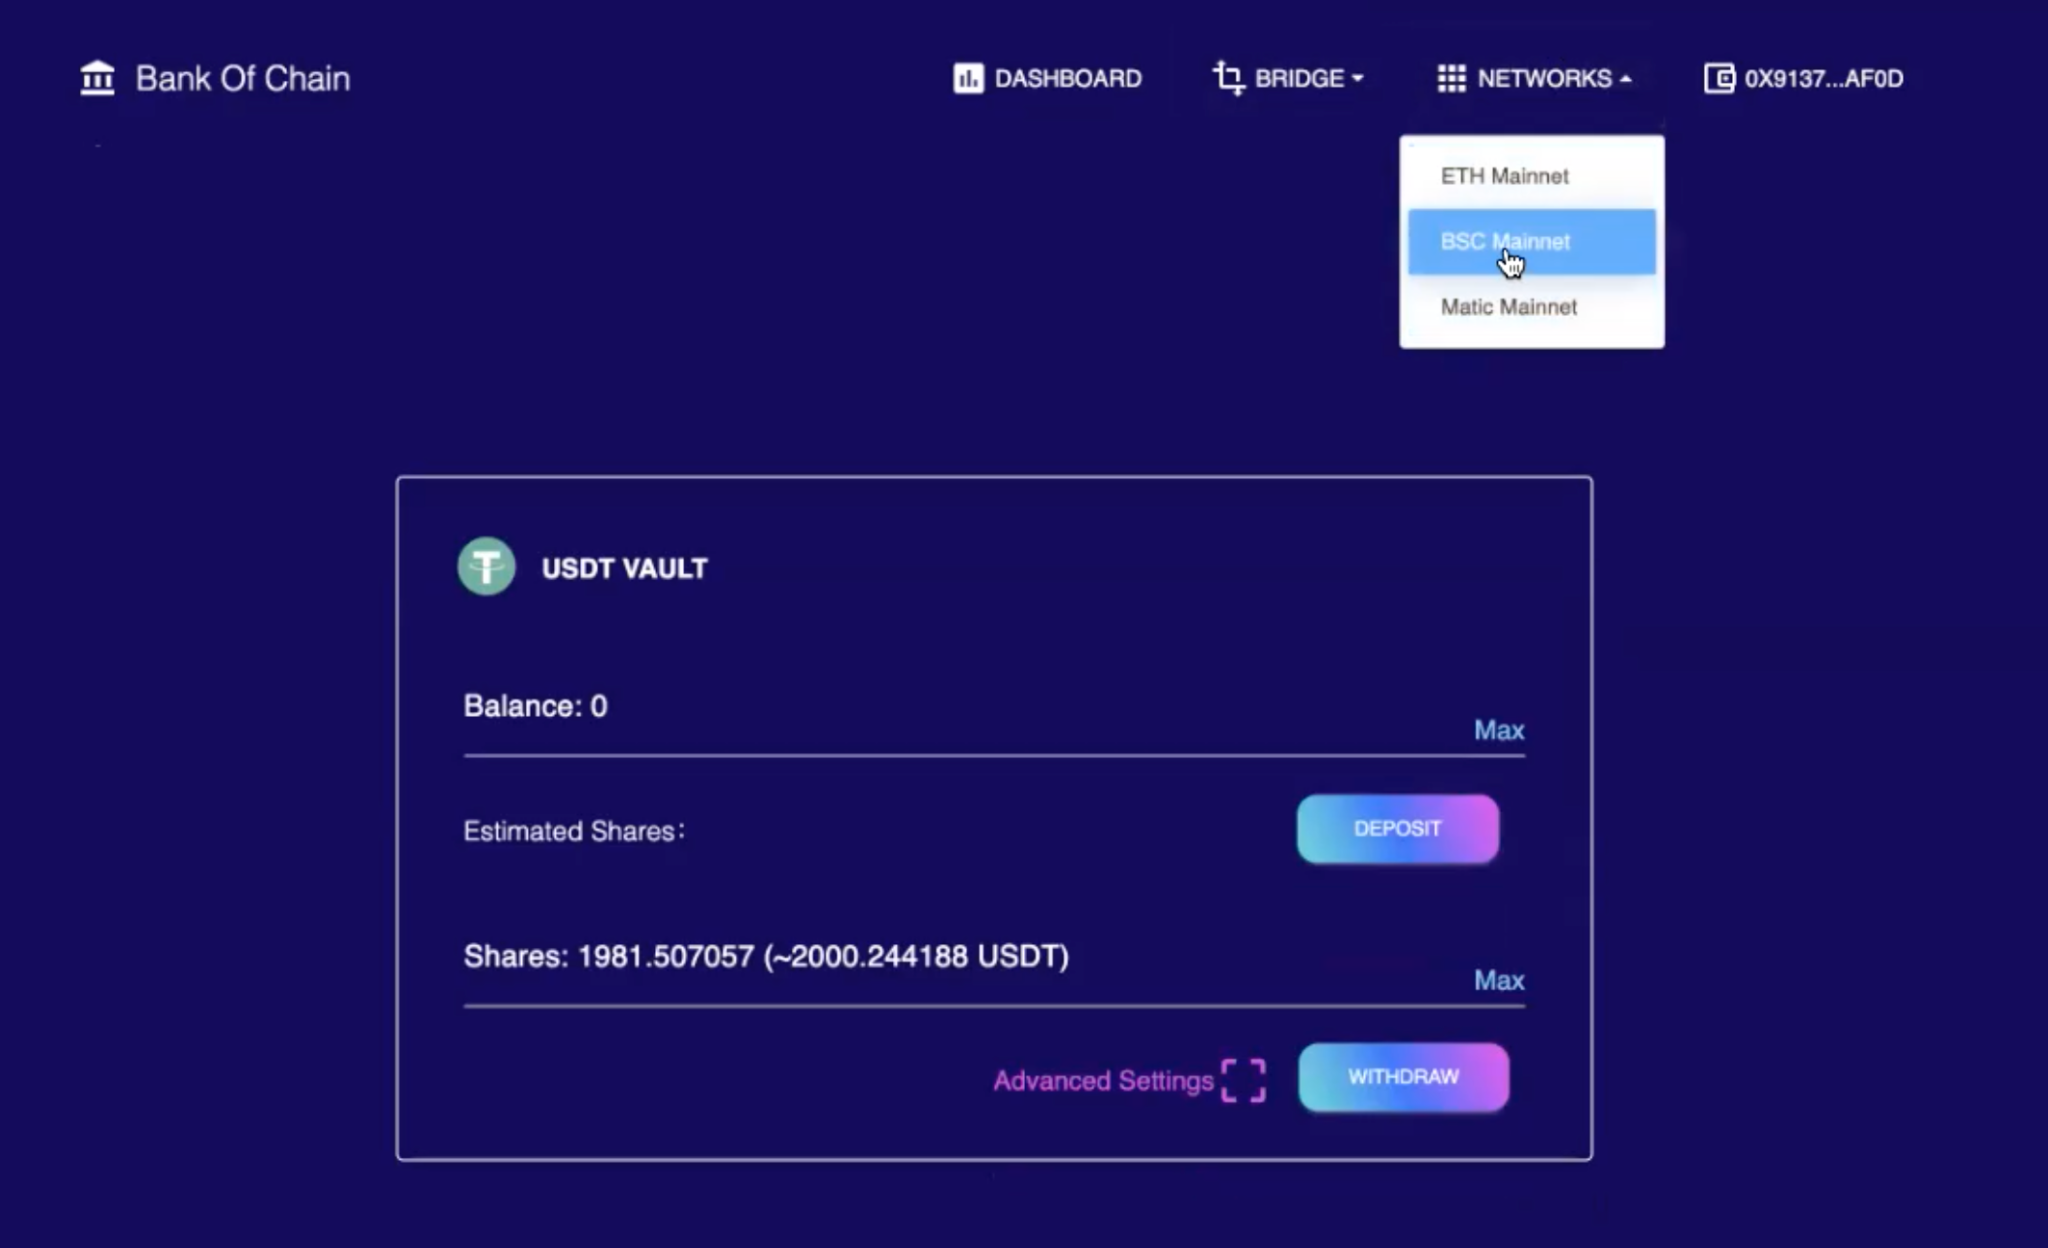 Bank Of Chain
DASHBOARD
BRIDGE
NETWORKS
0X9137...AF0D
ETH Mainnet
BSC Mainnet
Matic Mainnet
USDT VAULT
Balance: 0
Max
Estimated Shares:
DEPOSIT
Shares: 1981.507057 (~2000.244188 USDT)
Max
Advanced Settings
WITHDRAW